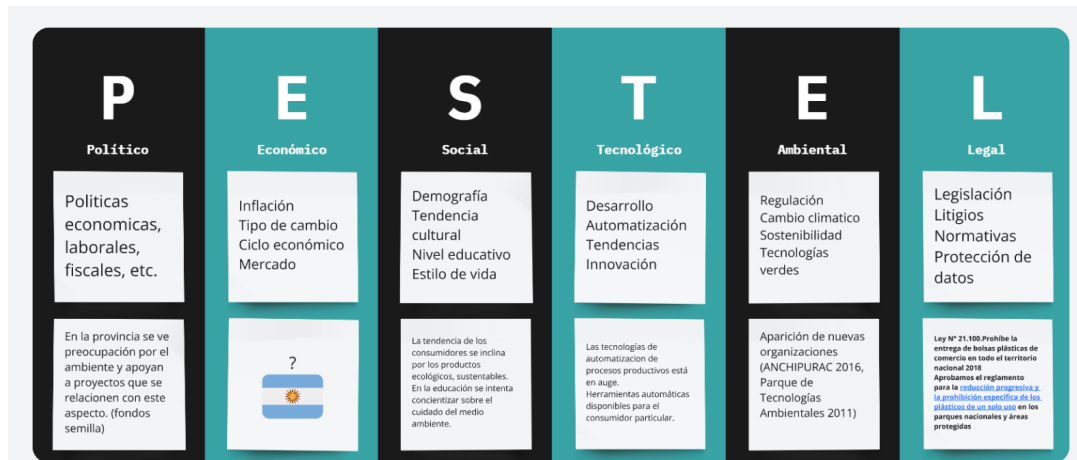 P
Político
Politicas
economicas,
laborales,
fiscales, etc.
En la provincia se ve
preocupación por el
ambiente y apoyan
a proyectos que se
relacionen con este
aspecto. (fondos
semilla)
E
Económico
Inflación
Tipo de cambio
Ciclo económico
Mercado
?
S
Social
Demografía
Tendencia
cultural
Nivel educativo
Estilo de vida
La tendencia de los
consumidores se inclina
por los productos
ecológicos, sustentables.
En la educación se intenta
concientizar sobre el
cuidado del medio
ambiente.
T
Tecnológico
Desarrollo
Automatización
Tendencias
Innovación
Las tecnologías de
automatizacion de
procesos productivos está
en auge.
Herramientas automáticas
disponibles para el
consumidor particular.
E
Ambiental
Regulación
Cambio climatico
Sostenibilidad
Tecnologías
verdes
Aparición de nuevas
organizaciones
(ANCHIPURAC 2016,
Parque de
Tecnologías
Ambientales 2011)
L
Legal
Legislación
Litigios
Normativas
Protección de
datos
Ley N° 21.100.Prohíbe la
entrega de bolsas plásticas de
comercio en todo el territorio
nacional 2018
Aprobamos el reglamento
para la reducción progresiva y
la prohibición específica de los
plásticos de un solo uso en los
parques nacionales y áreas
protegidas